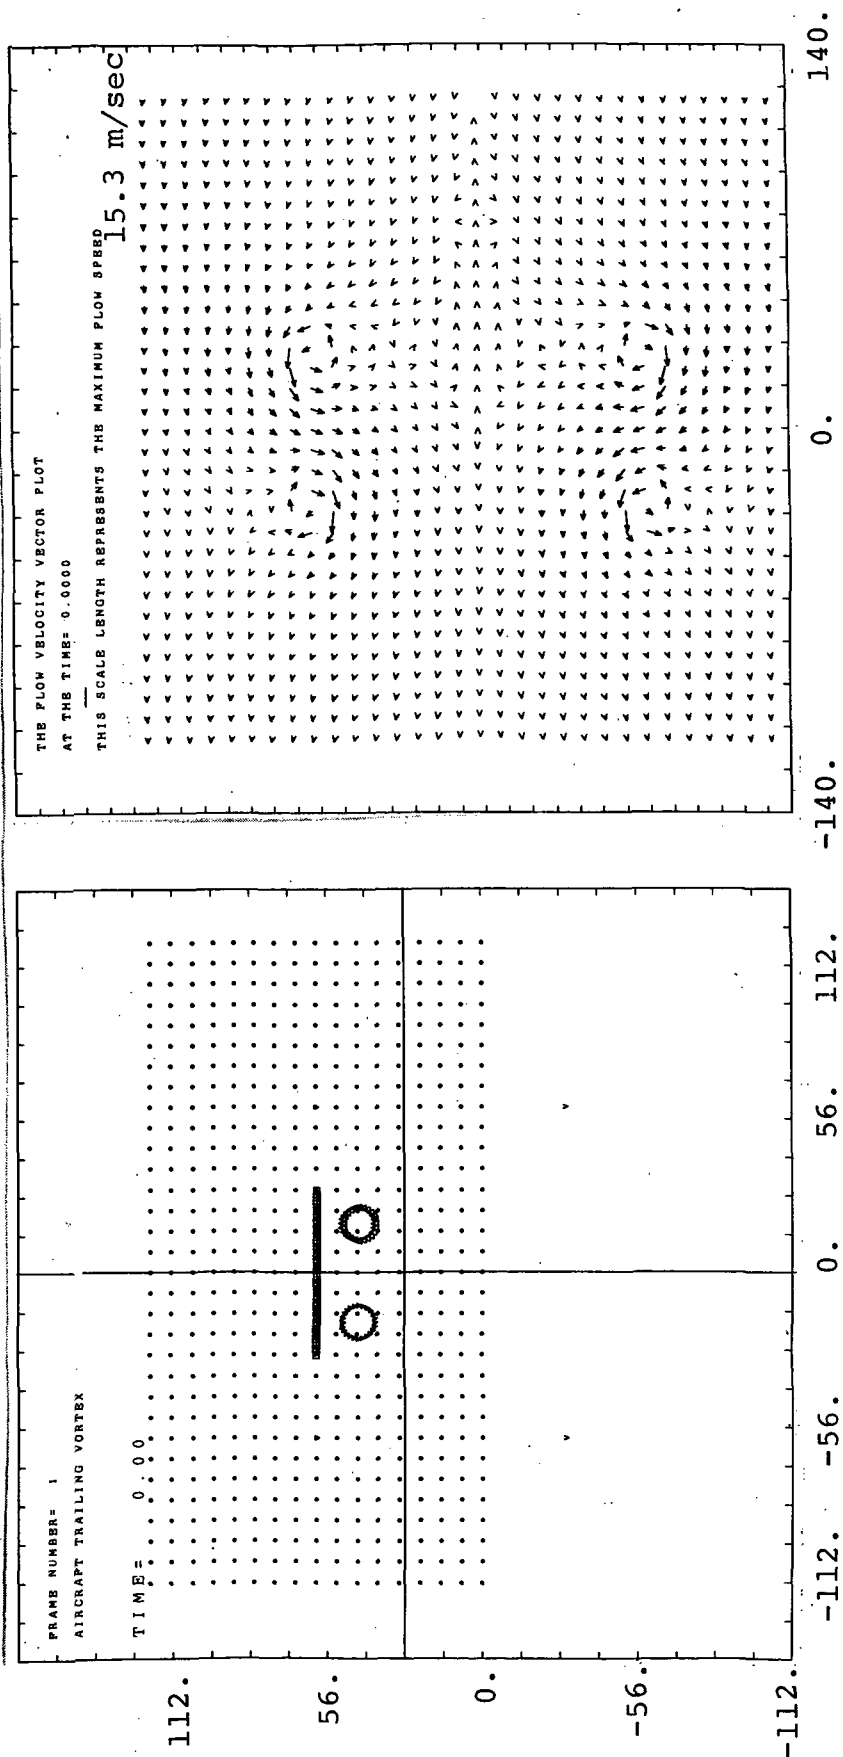 FRAME NUMBER= 1
AIRCRAFT TRAILING VORTEX
TIME= 0.00
112.
56.
0.
-56.
-112.
-112.
-56.
0.
56.
112.
THE FLOW VELOCITY VECTOR PLOT
AT THE TIME= 0.0000
THIS SCALE LENGTH REPRESENTS THE MAXIMUM FLOW SPEED
15.3 m/sec
-140.
0.
140.